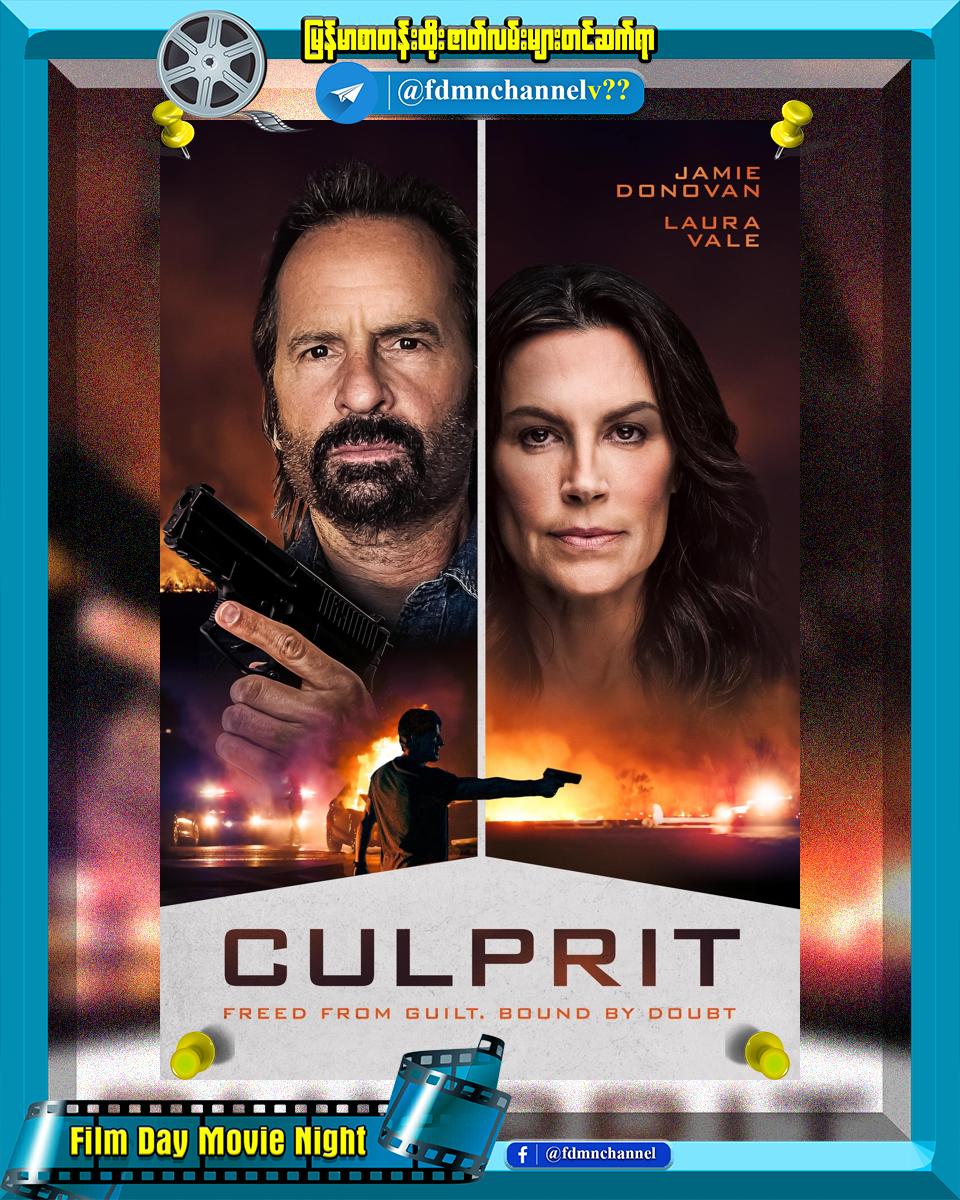 မြန်မာစာတန်းထိုးဇာတ်လမ်းများတင်ဆက်ရာ
@fdmnchannelv??
JAMIE
DONOVAN
LAURA
VALE
CULPRIT
FREED FROM GUILT. BOUND BY DOUBT
Film Day Movie Night
@fdmnchannel